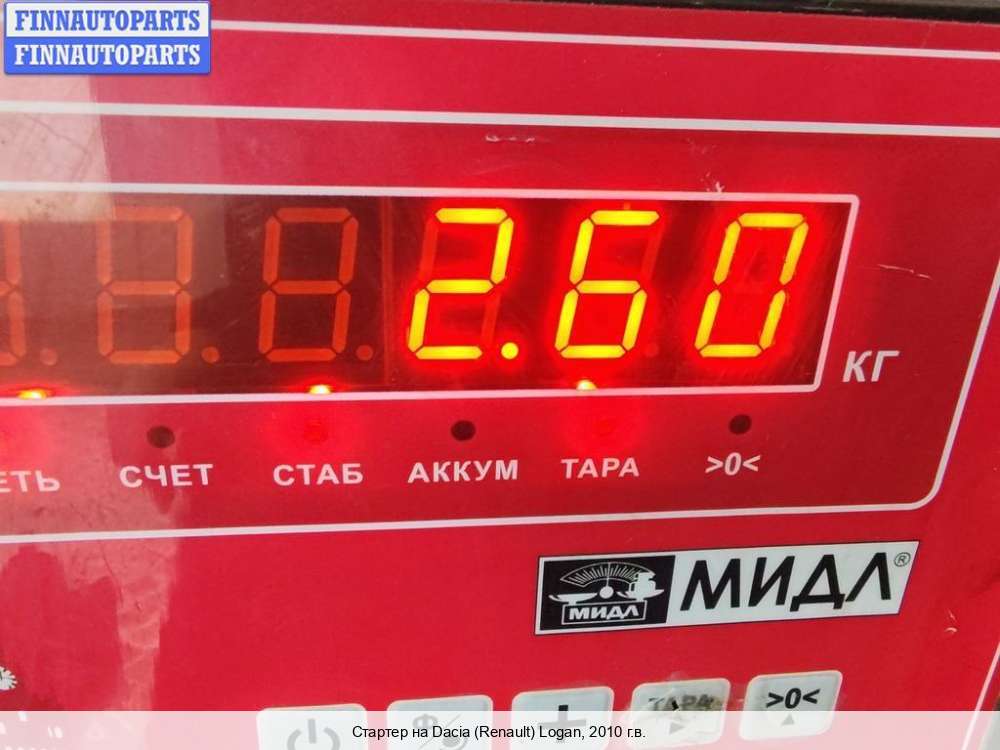 FINNAUTOPARTS
FINNAUTOPARTS
2.60
КГ
СЧЕТ СТАБ АККУМ ТАРА >0<
МИДЛ МИДЛ®
ТАРА >0<
Стартер на Dacia (Renault) Logan, 2010 г.в.